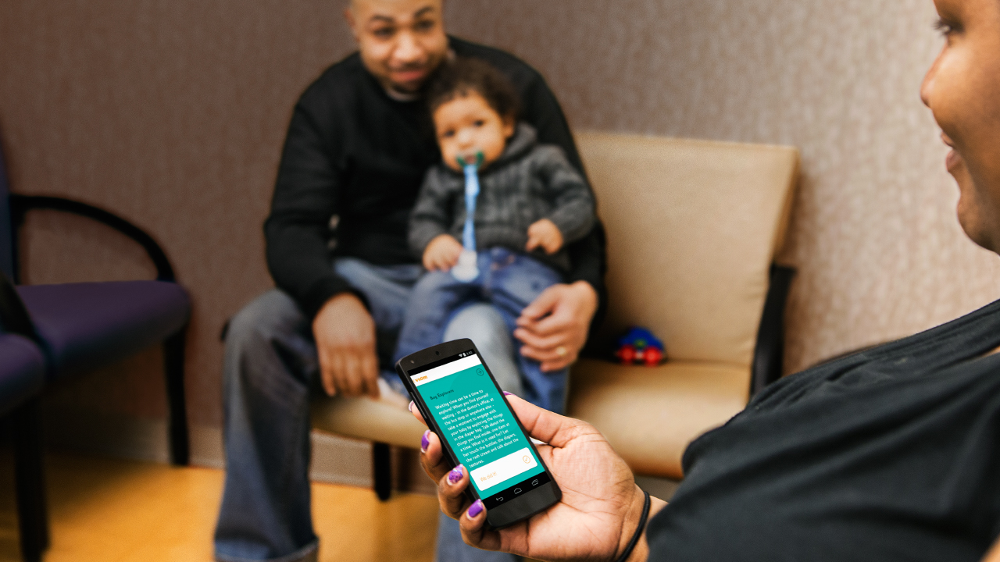 vroom
Bag Explorers
Waiting time can be a time to
explore! When you find yourself
waiting - in the doctor's office, at
the bus stop or anywhere else -
take a moment to engage with
your baby by exploring the things
in the diaper bag. Talk about the
things you find inside, one item at
a time. What is it used for? Let
her touch the bottles, the diapers,
the rash cream and talk about the
textures.
We did it!